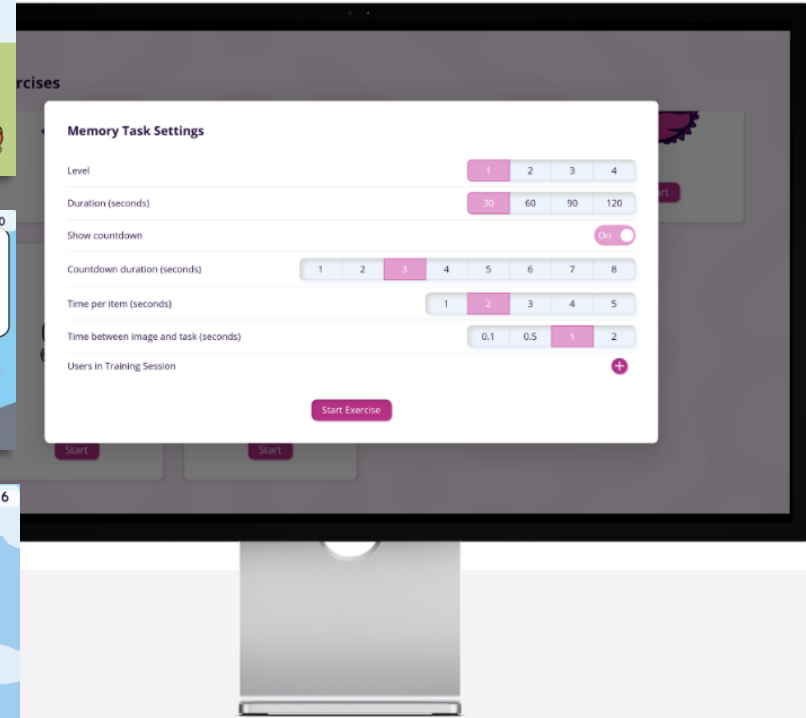 rcises
Memory Task Settings
Level 1 2 3 4
Duration (seconds) 30 60 90 120
Show countdown On
Countdown duration (seconds) 1 2 3 4 5 6 7 8
Time per item (seconds) 1 2 3 4 5
Time between image and task (seconds) 0.1 0.5 1 2
Users in Training Session
Start Exercise
Start
Start
art
0
6